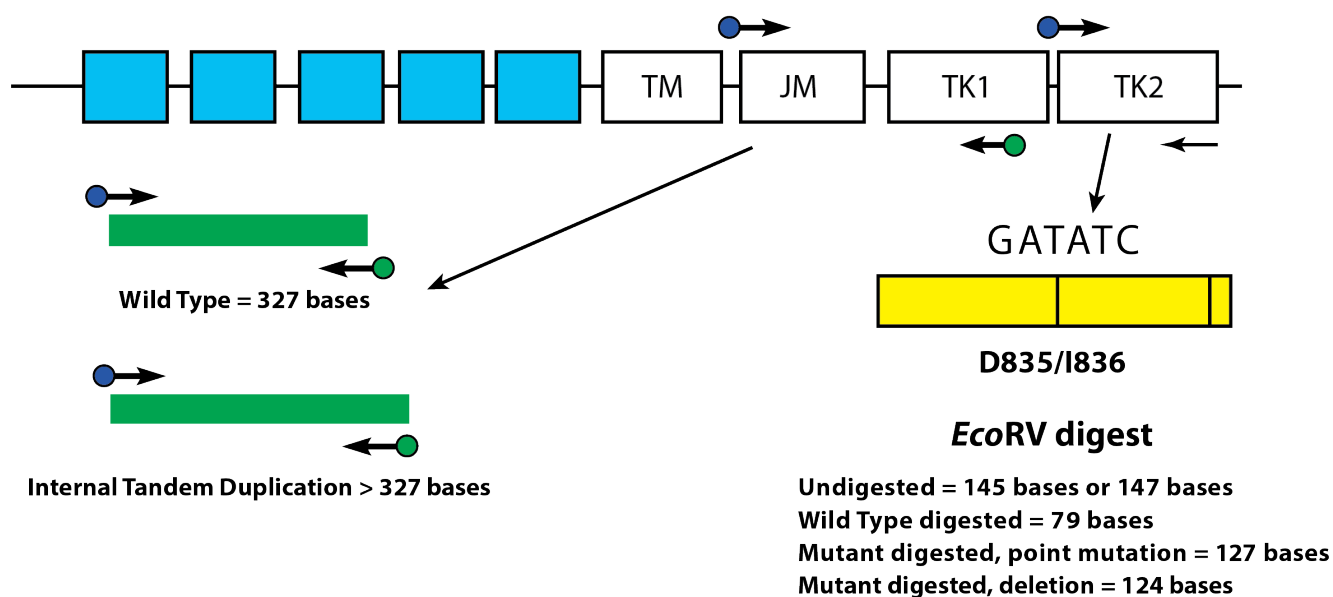 TM
JM
TK1
TK2
GATATC
Wild Type = 327 bases
D835/I836
EcoRV digest
Internal Tandem Duplication > 327 bases
Undigested = 145 bases or 147 bases
Wild Type digested = 79 bases
Mutant digested, point mutation = 127 bases
Mutant digested, deletion = 124 bases